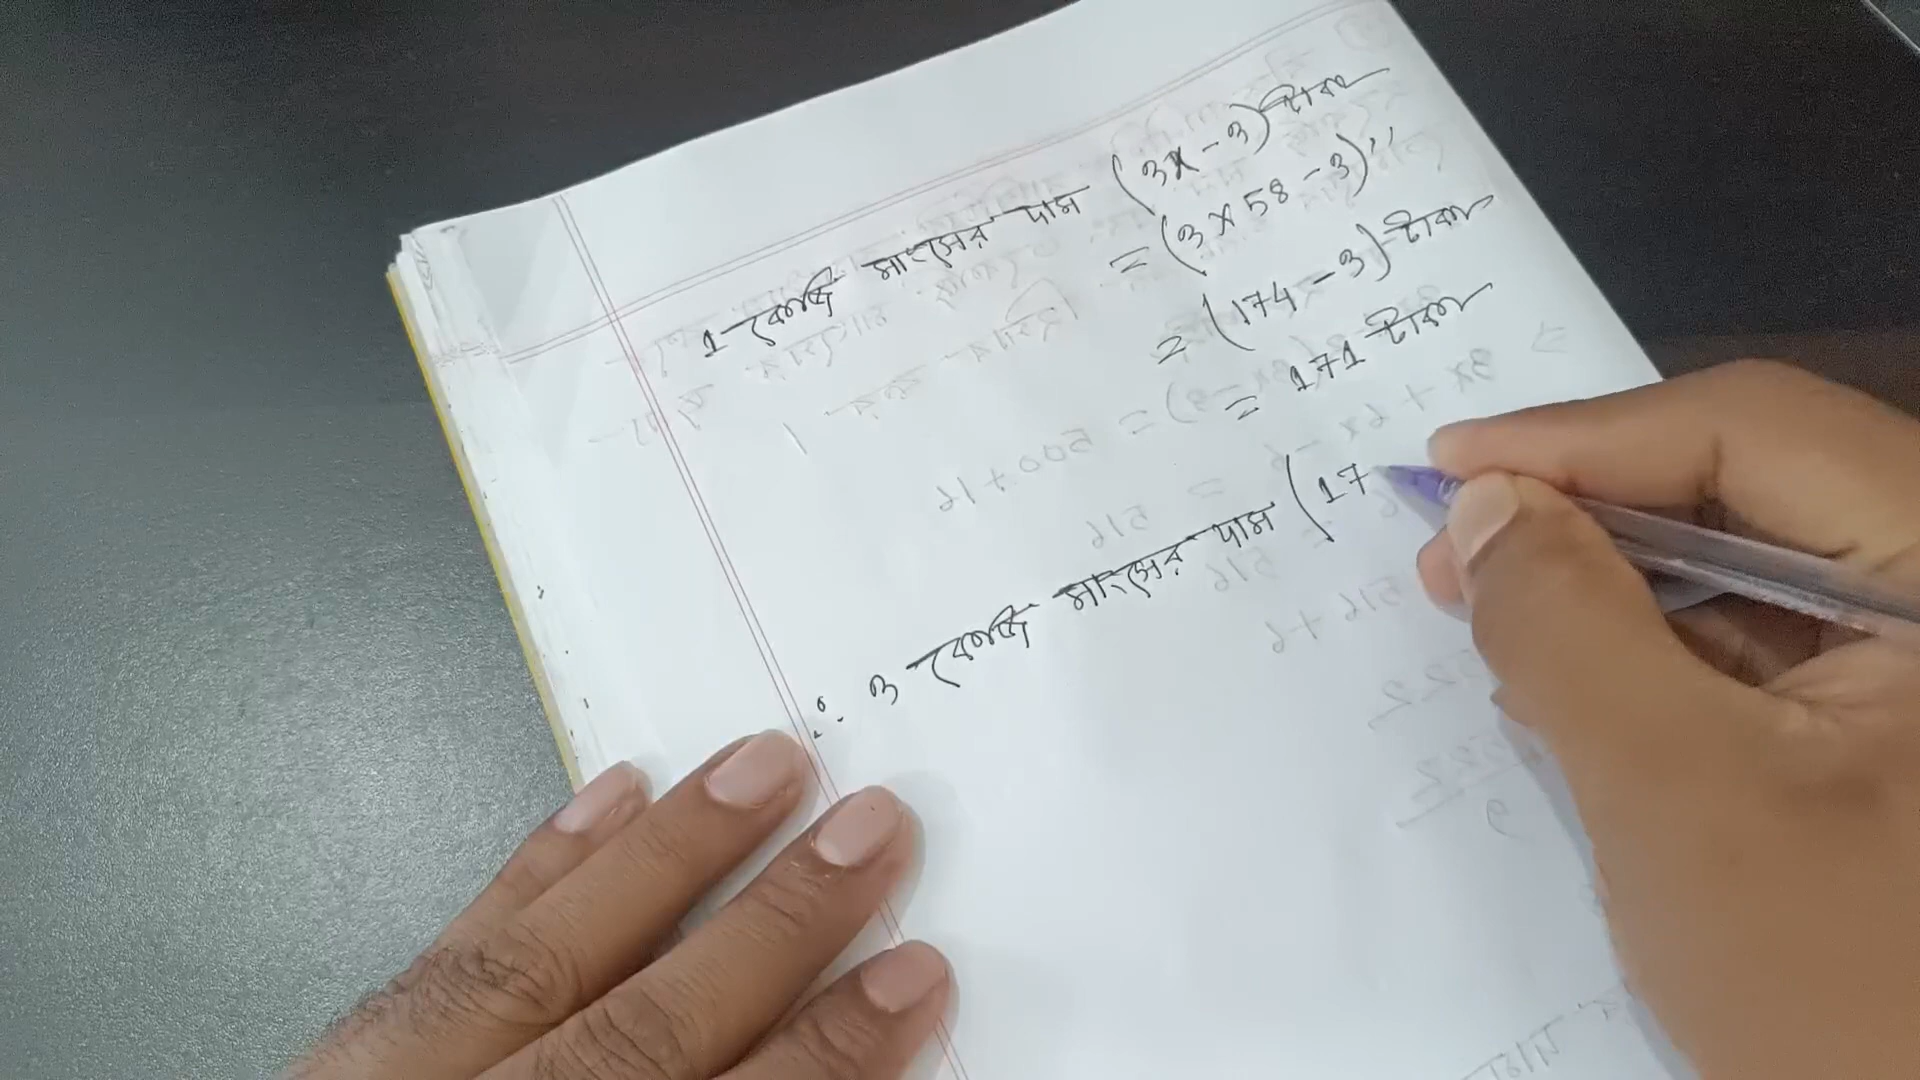 1 কেজি মাংসের দাম (3x - 3) টাকা
= (3 x 58 - 3) ''
= (174 - 3) টাকা
= 171 টাকা
∴ 3 কেজি মাংসের দাম (17